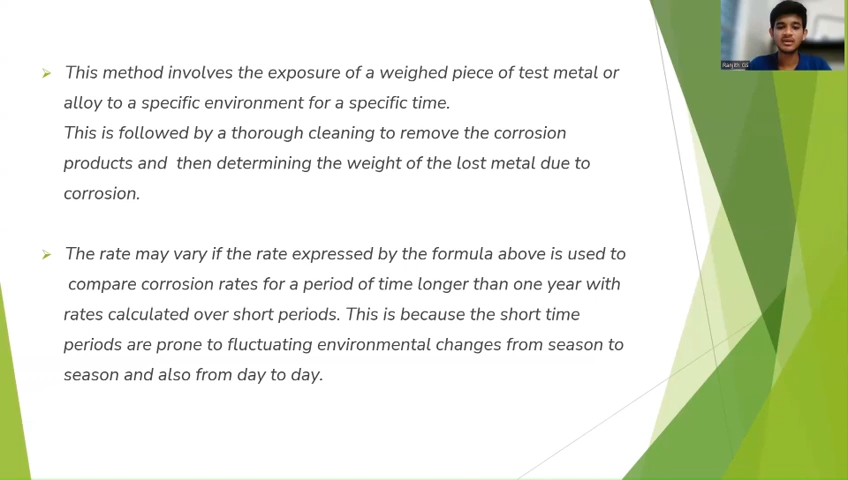 This method involves the exposure of a weighed piece of test metal or
alloy to a specific environment for a specific time.
This is followed by a thorough cleaning to remove the corrosion
products and then determining the weight of the lost metal due to
corrosion.
The rate may vary if the rate expressed by the formula above is used to
compare corrosion rates for a period of time longer than one year with
rates calculated over short periods. This is because the short time
periods are prone to fluctuating environmental changes from season to
season and also from day to day.